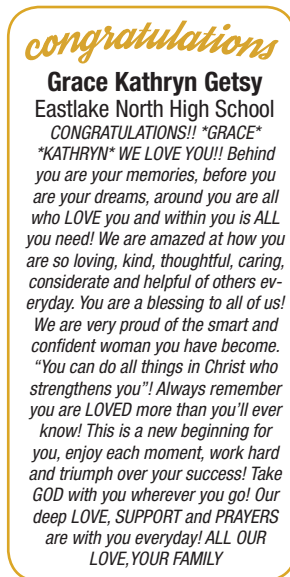 congratulations
Grace Kathryn Getsy
Eastlake North High School
CONGRATULATIONS!! *GRACE*
*KATHRYN* WE LOVE YOU!! Behind
you are your memories, before you
are your dreams, around you are all
who LOVE you and within you is ALL
you need! We are amazed at how you
are so loving, kind, thoughtful, caring,
considerate and helpful of others ev-
eryday. You are a blessing to all of us!
We are very proud of the smart and
confident woman you have become.
“You can do all things in Christ who
strengthens you”! Always remember
you are LOVED more than you’ll ever
know! This is a new beginning for
you, enjoy each moment, work hard
and triumph over your success! Take
GOD with you wherever you go! Our
deep LOVE, SUPPORT and PRAYERS
are with you everyday! ALL OUR
LOVE,YOUR FAMILY